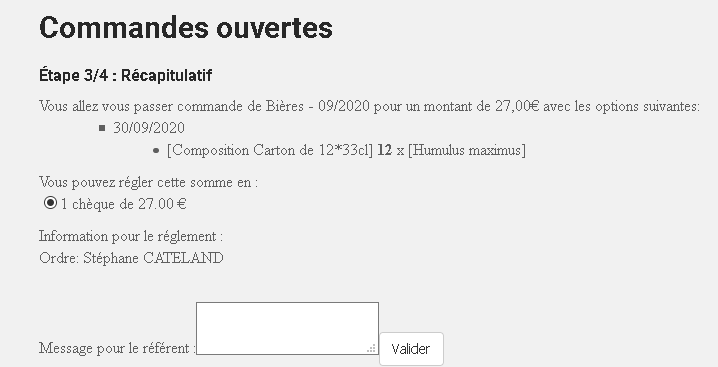 Commandes ouvertes
Étape 3/4 : Récapitulatif
Vous allez vous passer commande de Bières - 09/2020 pour un montant de 27,00€ avec les options suivantes:
30/09/2020
[Composition Carton de 12*33cl] 12 x [Humulus maximus]
Vous pouvez régler cette somme en :
1 chèque de 27.00 €
Information pour le réglement :
Ordre: Stéphane CATELAND
Message pour le référent :
Valider